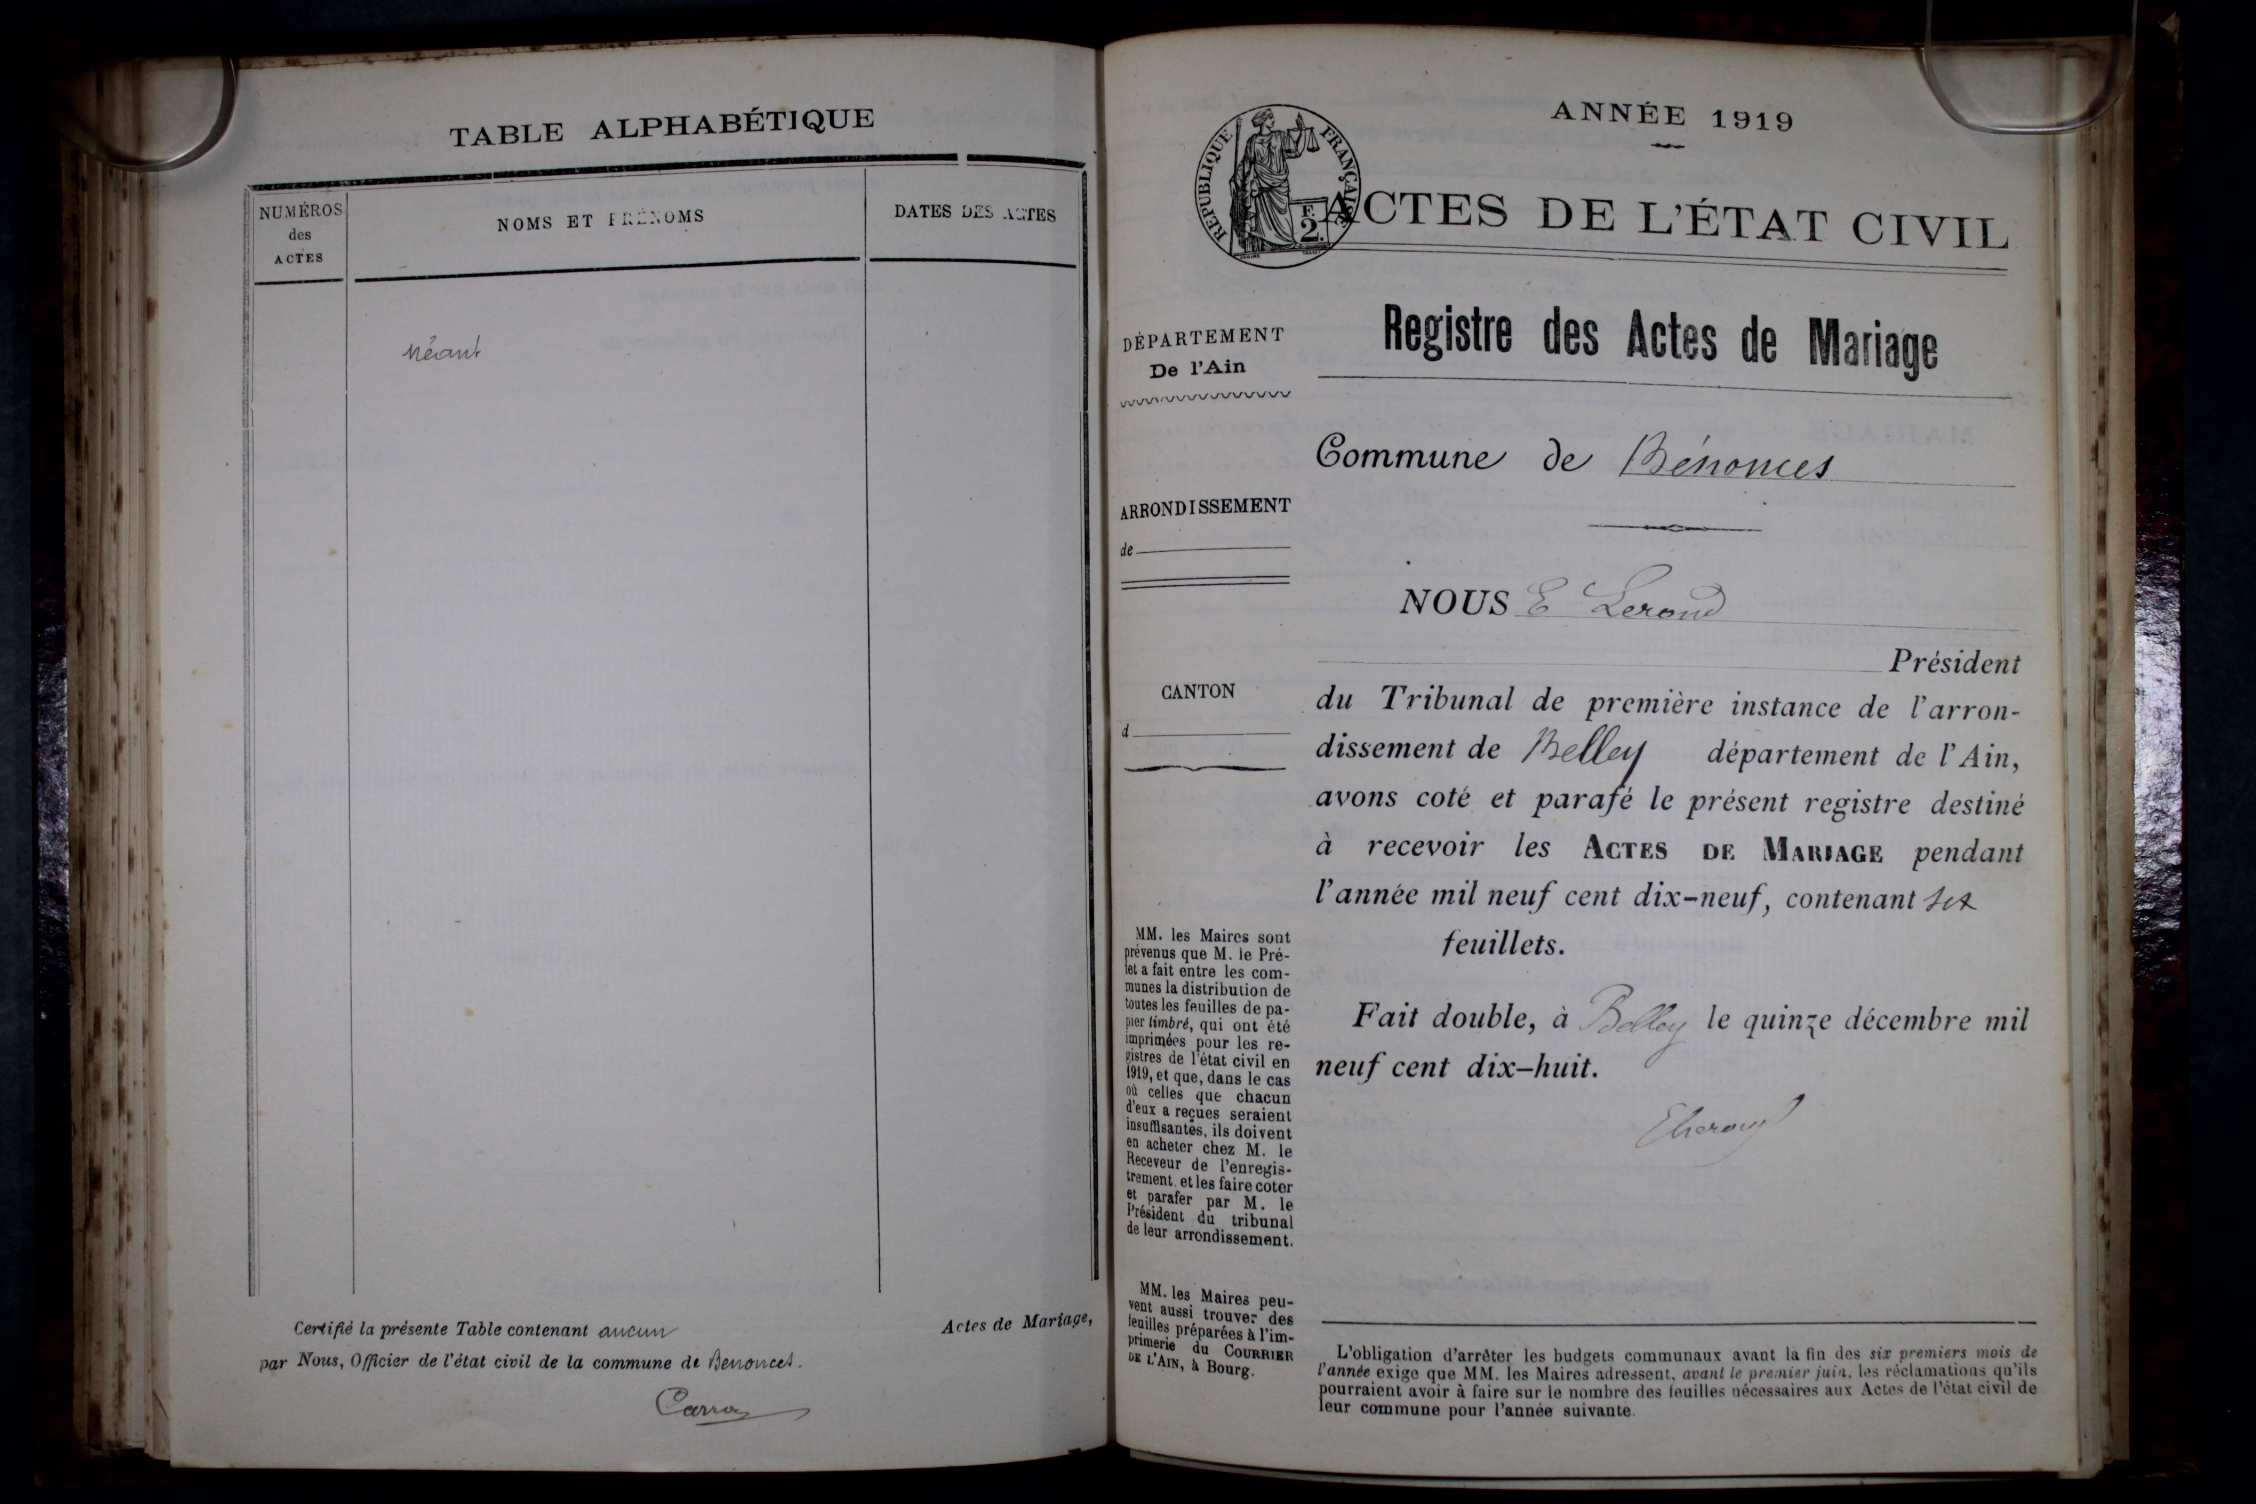 TABLE ALPHABÉTIQUE
NUMÉROS
des
ACTES
NOMS ET PRÉNOMS
DATES DES ACTES
Néant
Certifié la présente Table contenant aucun
Actes de Mariage,
par Nous, Officier de l'état civil de la commune de Benonces.
ANNÉE 1919
RÉPUBLIQUE FRANÇAISE
F.
2.
ACTES DE L'ÉTAT CIVIL
DÉPARTEMENT
De l'Ain
Registre des Actes de Mariage
Commune de Bénonces
ARRONDISSEMENT
de
NOUS E Lerond
Président
CANTON
d
du Tribunal de première instance de l'arron-
dissement de Belley département de l'Ain,
avons coté et parafé le présent registre destiné
à recevoir les ACTES DE MARIAGE pendant
l'année mil neuf cent dix-neuf, contenant six
feuillets.
Fait double, à Belley le quinze décembre mil
neuf cent dix-huit.
MM. les Maires sont
prévenus que M. le Pré-
fet a fait entre les com-
munes la distribution de
toutes les feuilles de pa-
pier timbré, qui ont été
imprimées pour les re-
gistres de l'état civil en
1919, et que, dans le cas
où celles que chacun
d'eux a reçues seraient
insuffisantes, ils doivent
en acheter chez M. le
Receveur de l'enregis-
trement et les faire coter
et parafer par M. le
Président du tribunal
de leur arrondissement.
MM. les Maires peu-
vent aussi trouver des
feuilles préparées à l'im-
primerie du COURRIER
DE L'AIN, à Bourg.
L'obligation d'arrêter les budgets communaux avant la fin des six premiers mois de
l'année exige que MM. les Maires adressent, avant le premier juin, les réclamations qu'ils
pourraient avoir à faire sur le nombre des feuilles nécessaires aux Actes de l'état civil de
leur commune pour l'année suivante.